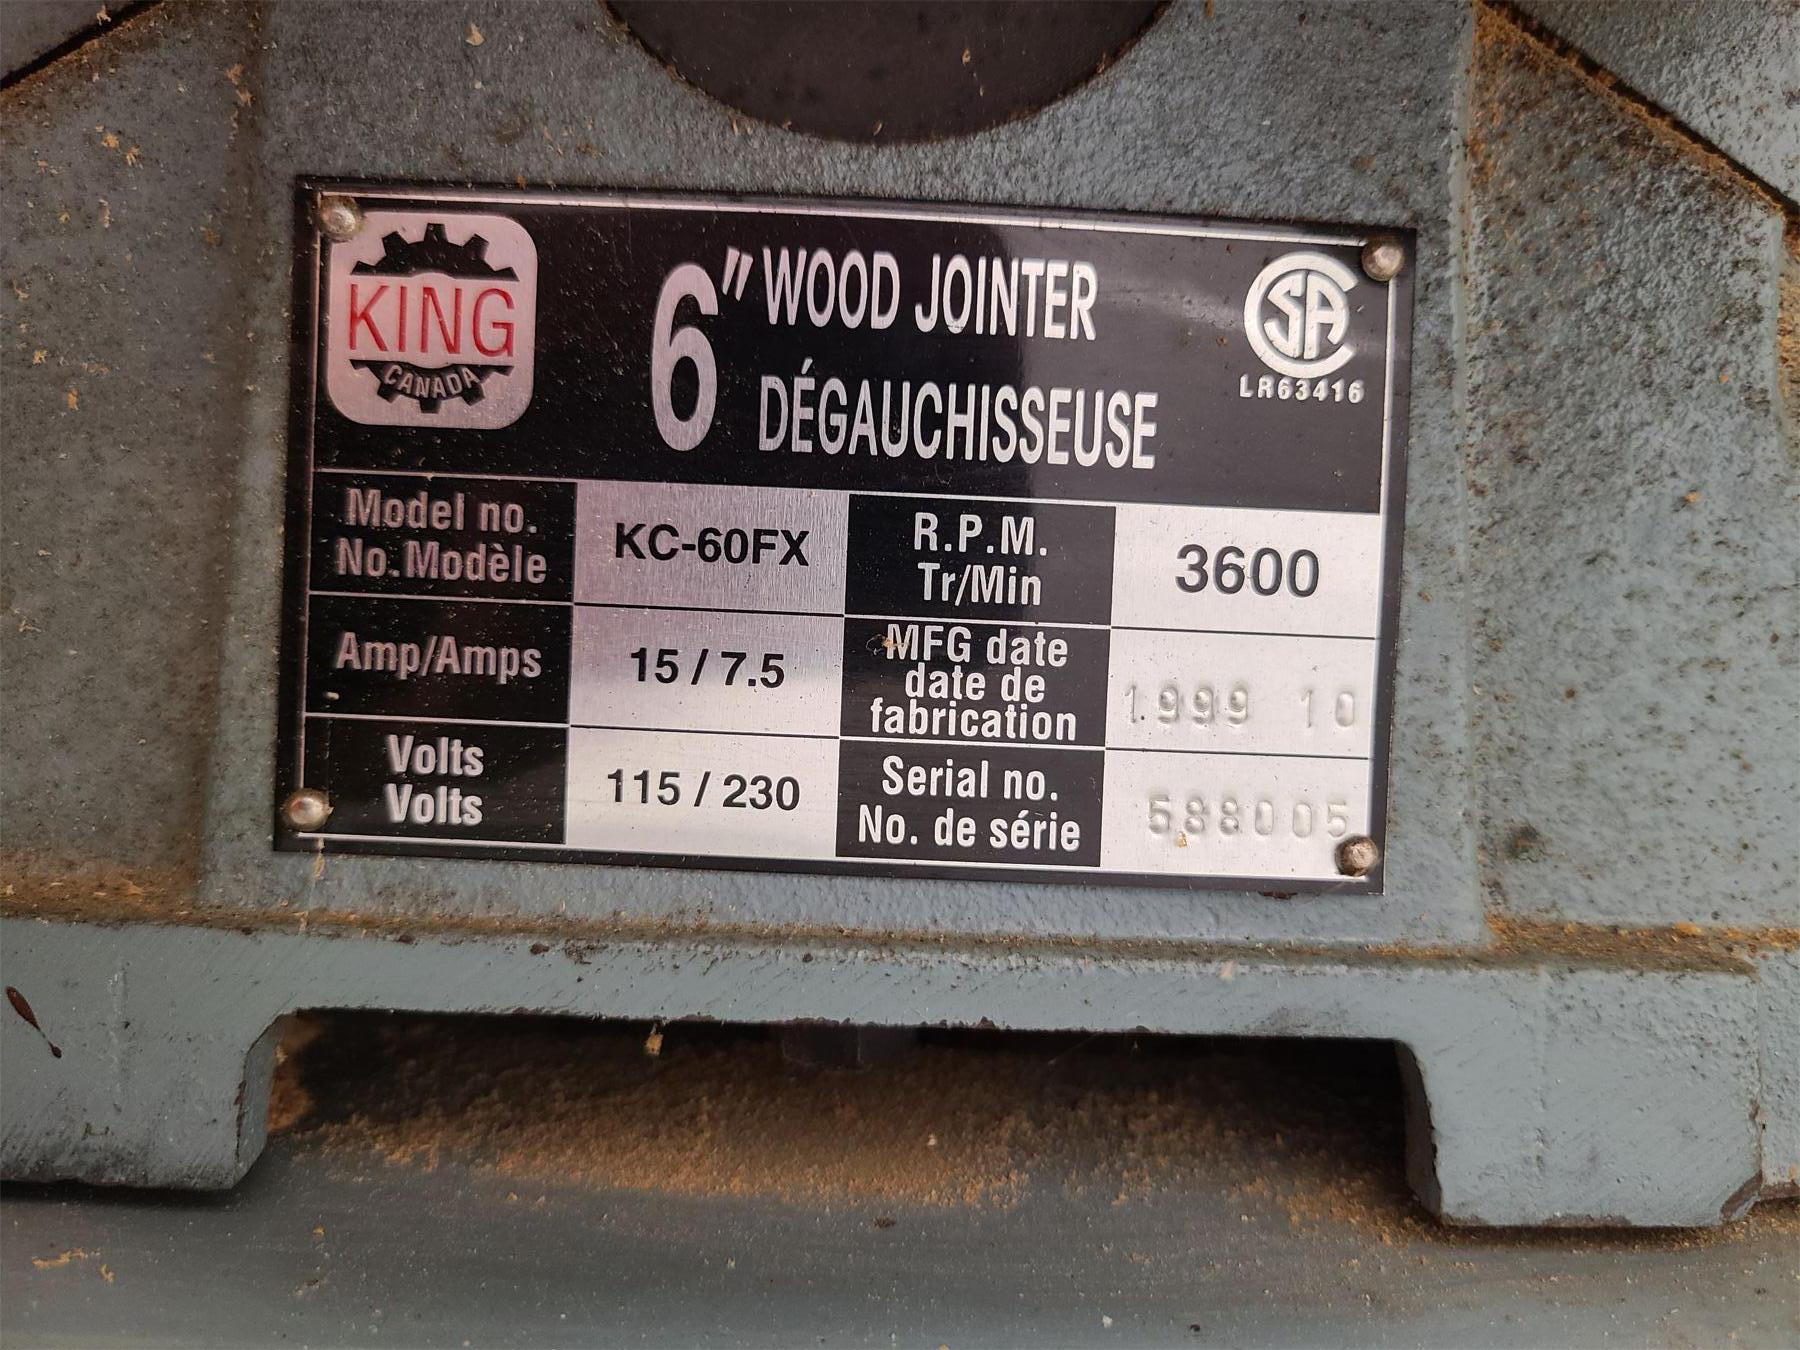 KING
CANADA
6" WOOD JOINTER
DÉGAUCHISSEUSE
CSA
LR63416
Model no.
No.Modèle
KC-60FX
R.P.M.
Tr/Min
3600
Amp/Amps
15 / 7.5
MFG date
date de
fabrication
1999 10
Volts
Volts
115 / 230
Serial no.
No. de série
588005